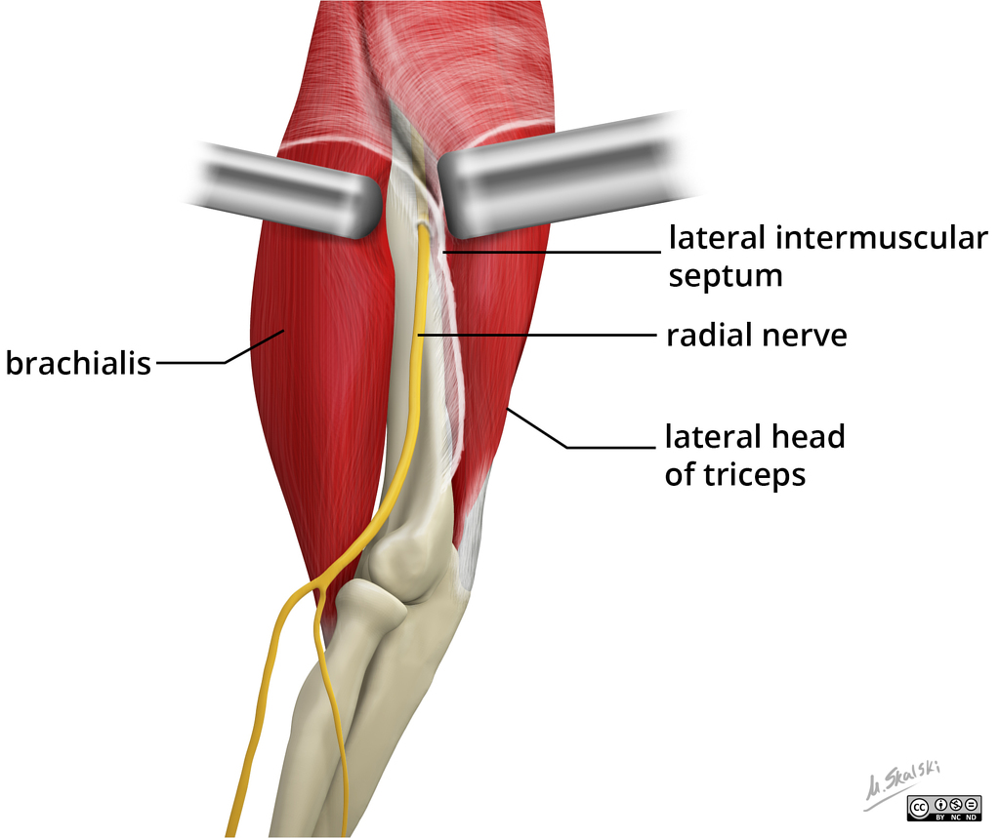 lateral intermuscular
septum
radial nerve
brachialis
lateral head
of triceps
M. Skalski
cc
BY NC ND